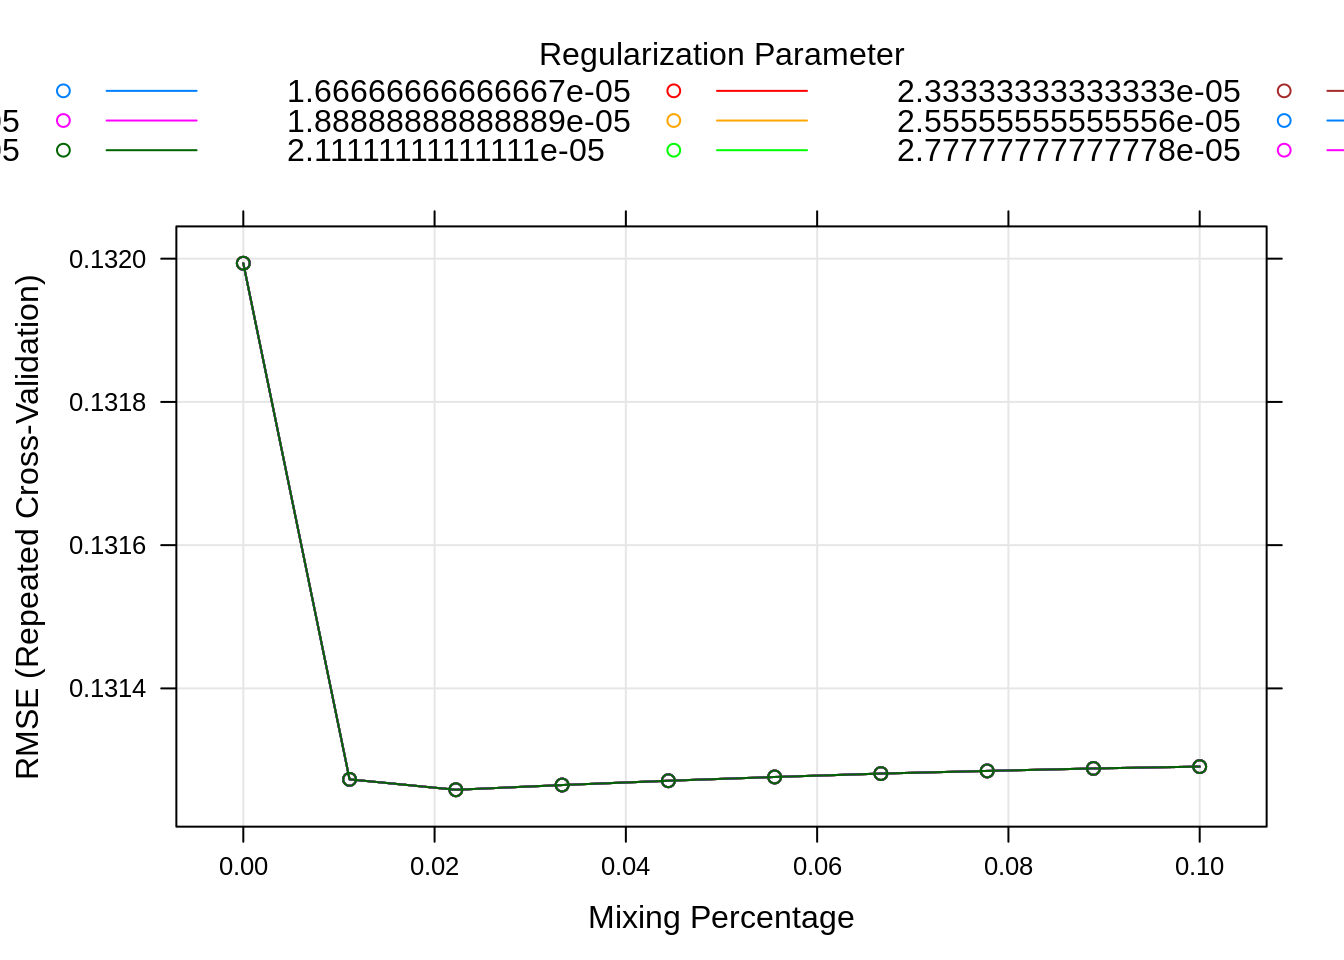 Regularization Parameter
1.66666666666667e-05 2.33333333333333e-05
05 1.88888888888889e-05 2.55555555555556e-05
05 2.11111111111111e-05 2.77777777777778e-05
RMSE (Repeated Cross-Validation)
0.1320
0.1318
0.1316
0.1314
0.00 0.02 0.04 0.06 0.08 0.10
Mixing Percentage